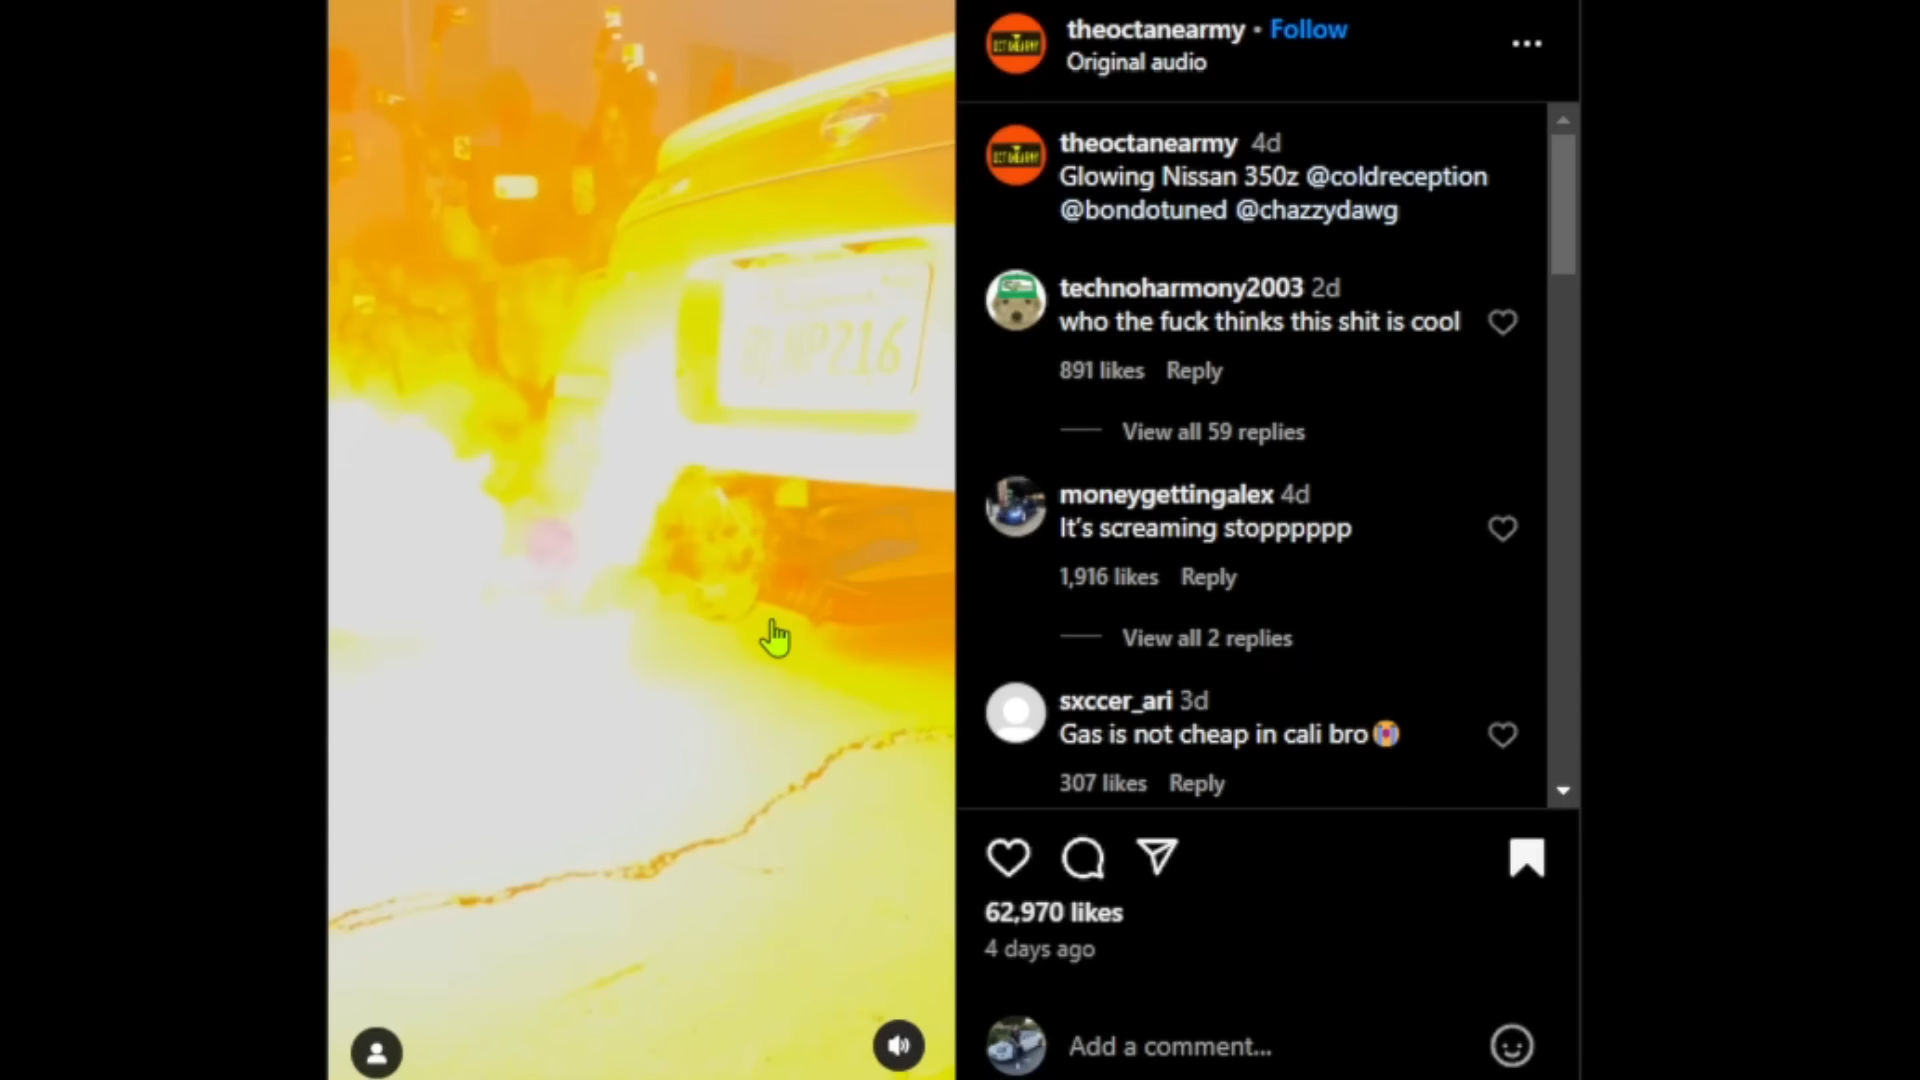 theoctanearmy • Follow
Original audio
theoctanearmy 4d
Glowing Nissan 350z @coldreception
@bondotuned @chazzydawg
technoharmony2003 2d
who the fuck thinks this shit is cool
891 likes Reply
View all 59 replies
moneygettingalex 4d
It's screaming stopppppp
1,916 likes Reply
View all 2 replies
sxccer_ari 3d
Gas is not cheap in cali bro😭
307 likes Reply
62,970 likes
4 days ago
Add a comment...